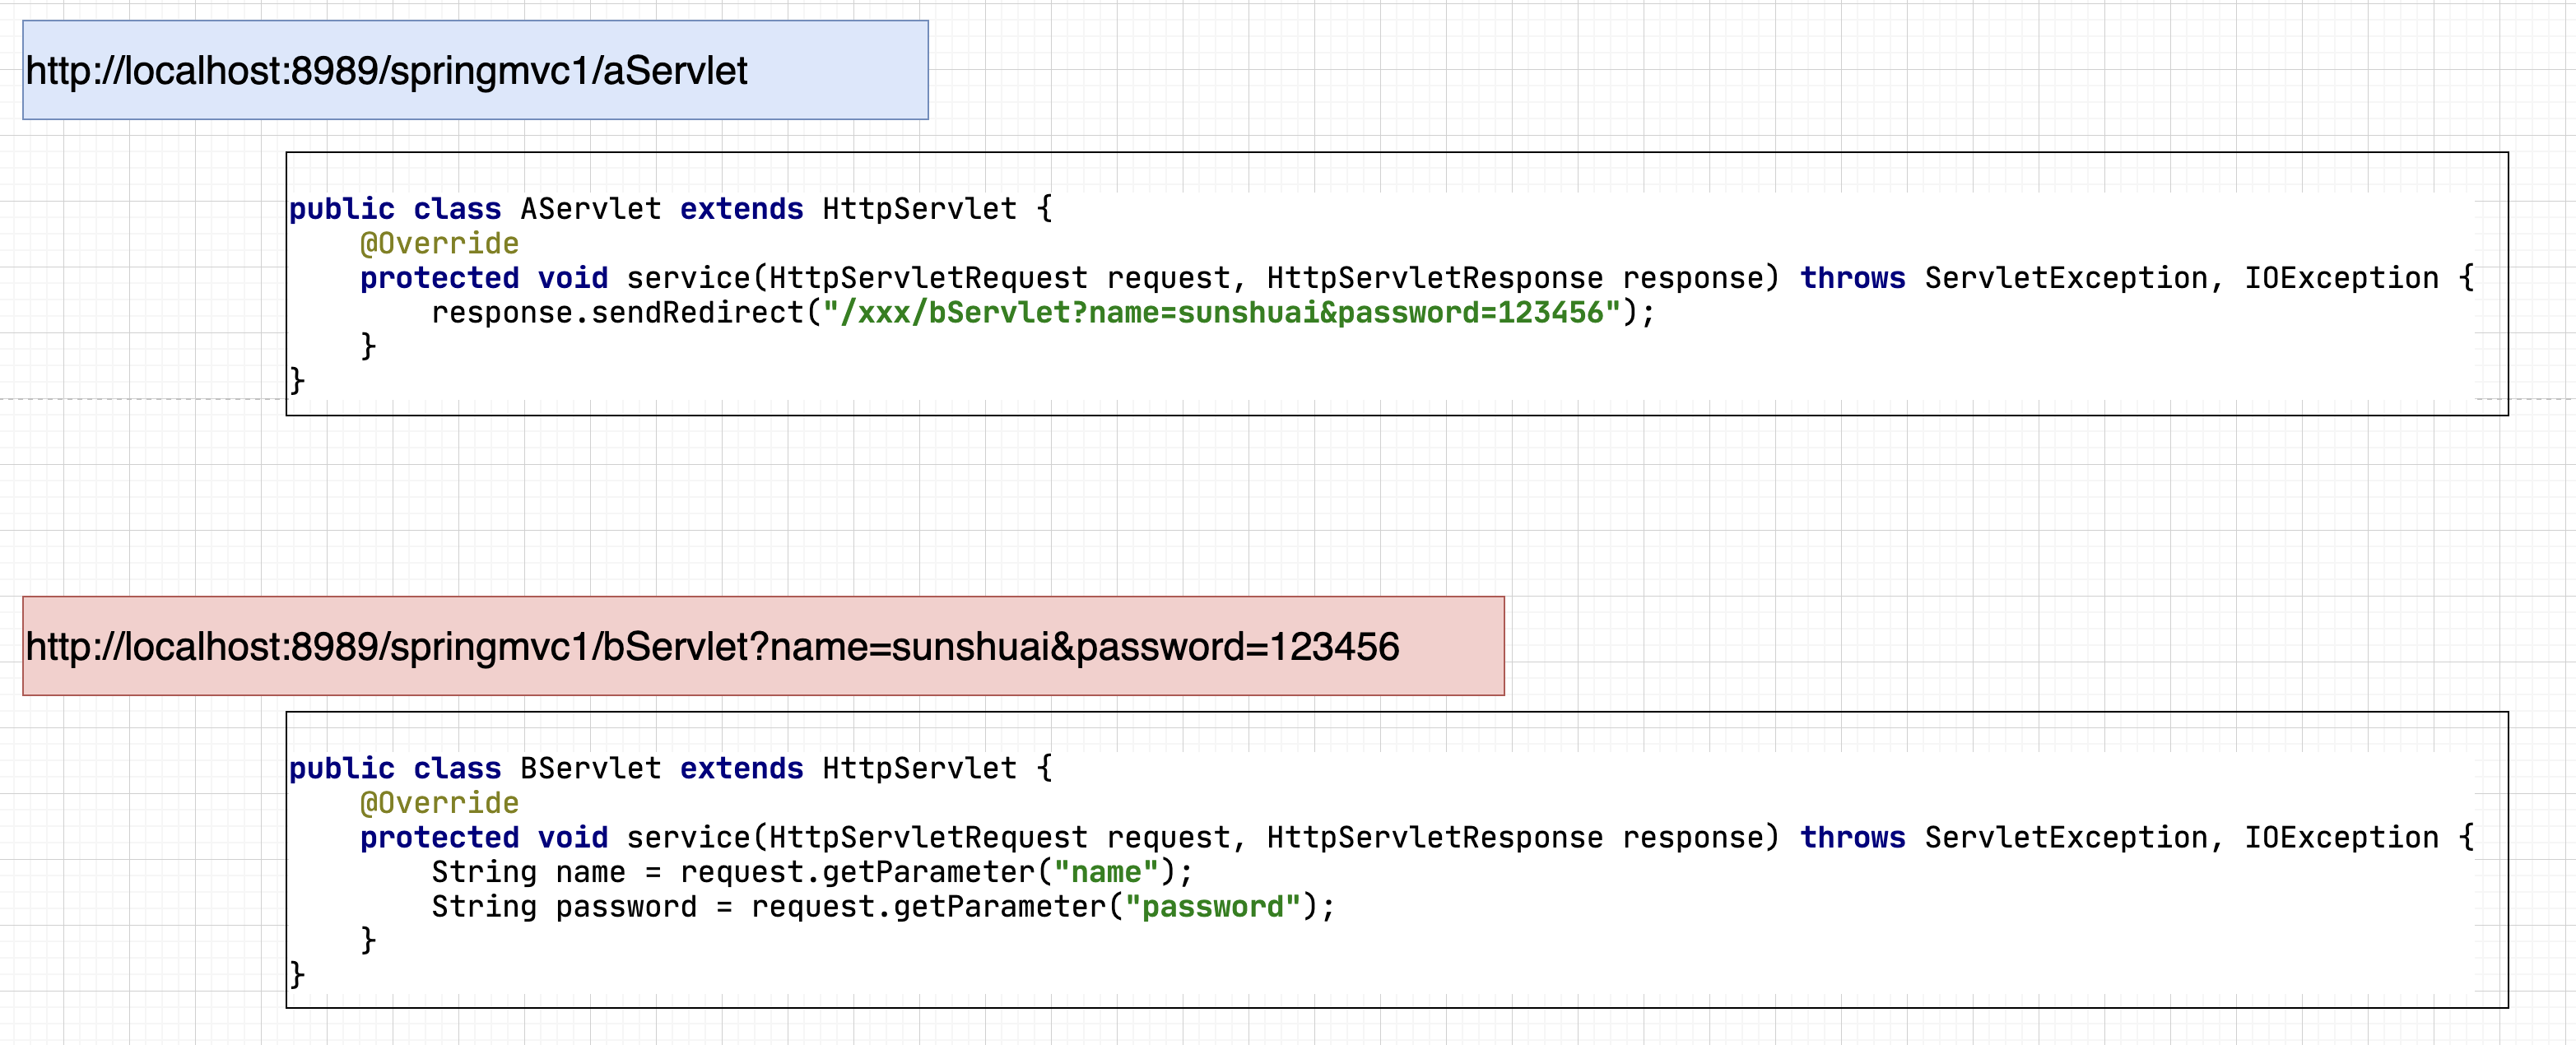 http://localhost:8989/springmvc1/aServlet
public class AServlet extends HttpServlet {
@Override
protected void service(HttpServletRequest request, HttpServletResponse response) throws ServletException, IOException {
response.sendRedirect("/xxx/bServlet?name=sunshuai&password=123456");
}
}
http://localhost:8989/springmvc1/bServlet?name=sunshuai&password=123456
public class BServlet extends HttpServlet {
@Override
protected void service(HttpServletRequest request, HttpServletResponse response) throws ServletException, IOException {
String name = request.getParameter("name");
String password = request.getParameter("password");
}
}